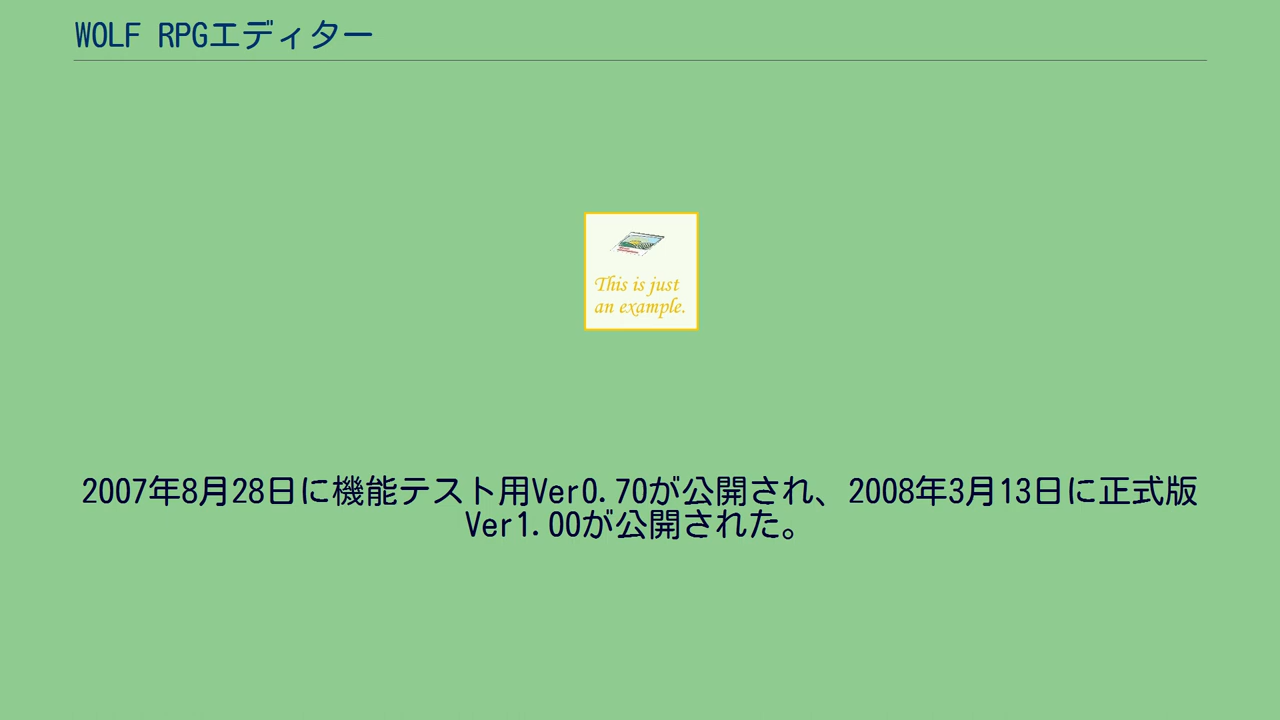 WOLF RPGエディター
This is just
an example.
2007年8月28日に機能テスト用Ver0.70が公開され、2008年3月13日に正式版
Ver1.00が公開された。